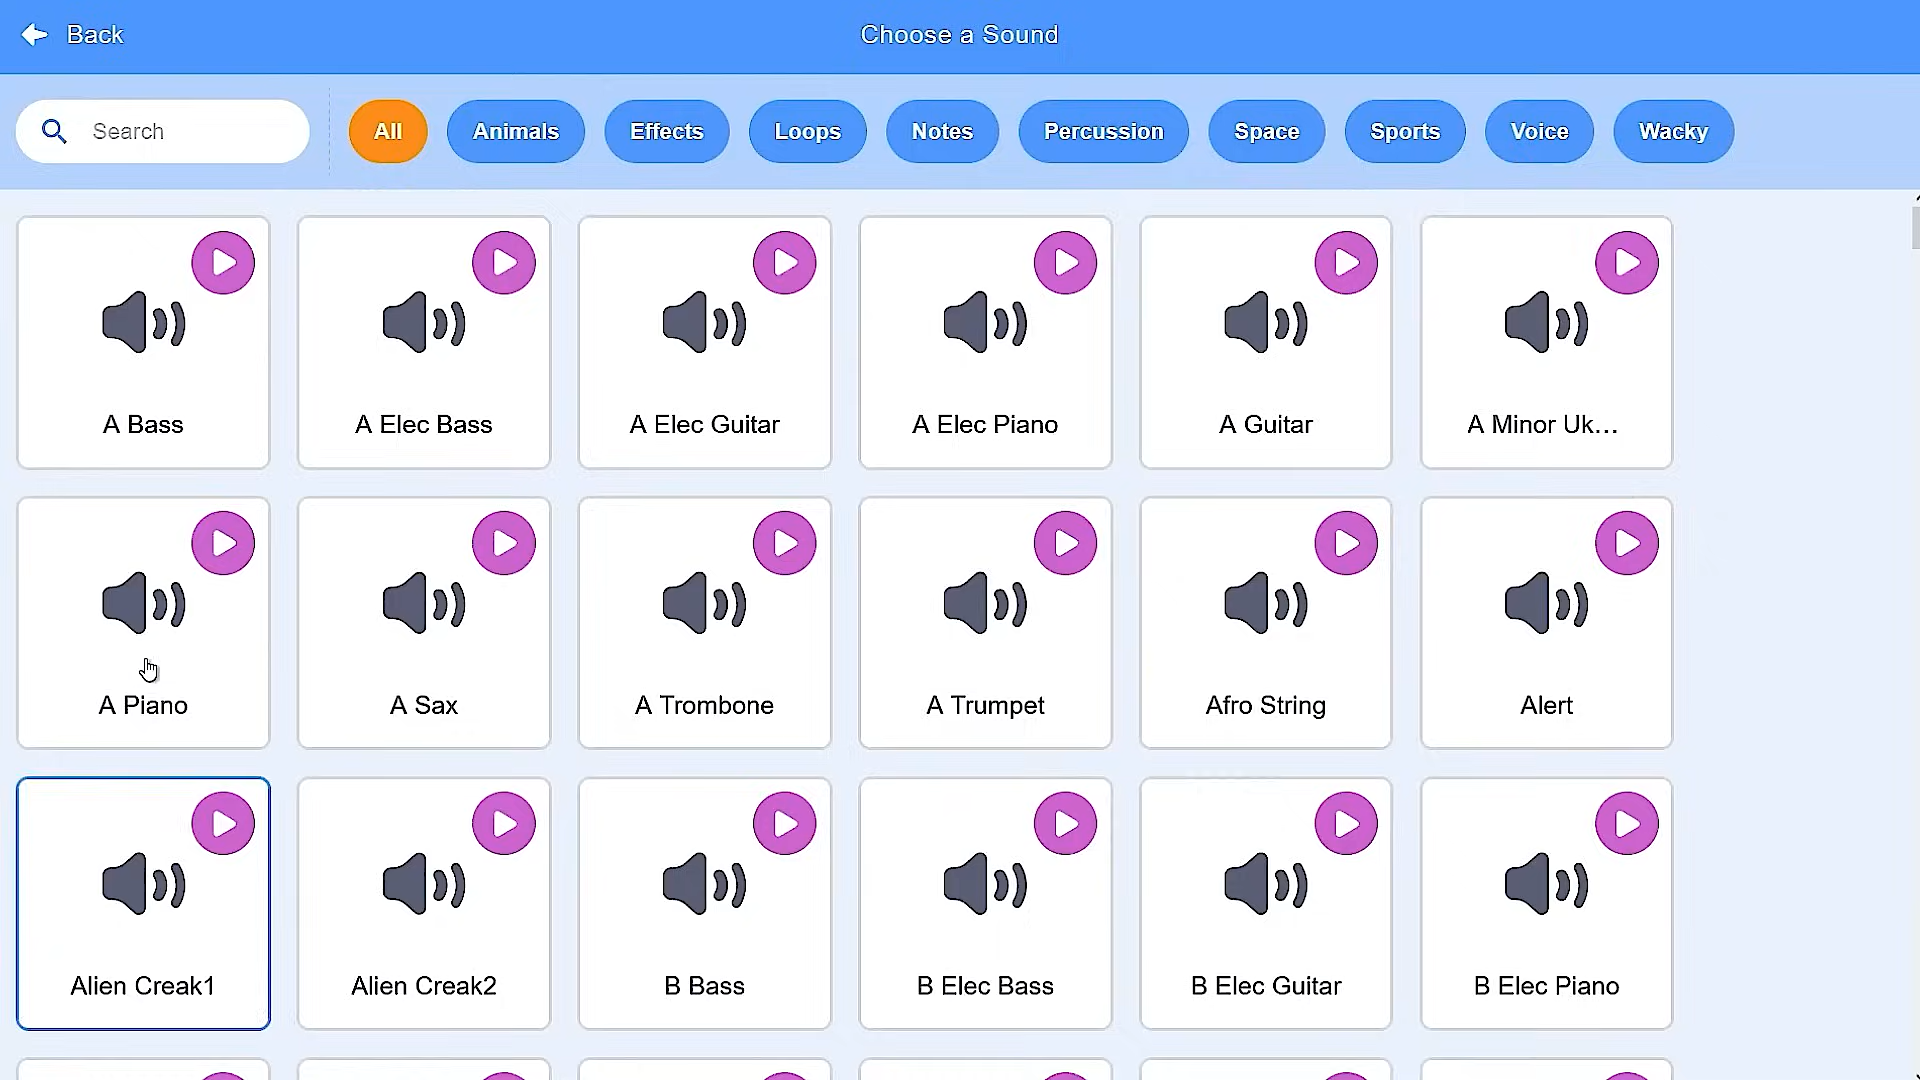 Back
Choose a Sound
Search
All
Animals
Effects
Loops
Notes
Percussion
Space
Sports
Voice
Wacky
A Bass
A Elec Bass
A Elec Guitar
A Elec Piano
A Guitar
A Minor Uk...
A Piano
A Sax
A Trombone
A Trumpet
Afro String
Alert
Alien Creak1
Alien Creak2
B Bass
B Elec Bass
B Elec Guitar
B Elec Piano